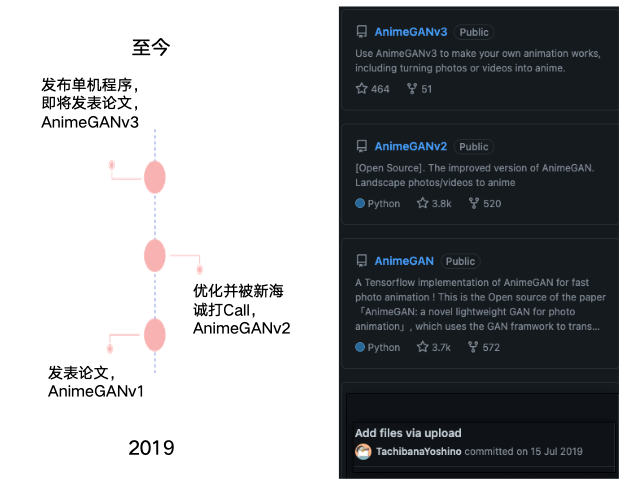 至今
发布单机程序，
即将发表论文，
AnimeGANv3
优化并被新海
诚打Call，
AnimeGANv2
发表论文，
AnimeGANv1
2019
AnimeGANv3 Public
Use AnimeGANv3 to make your own animation works,
including turning photos or videos into anime.
464 51
AnimeGANv2 Public
[Open Source]. The improved version of AnimeGAN.
Landscape photos/videos to anime
Python 3.8k 520
AnimeGAN Public
A Tensorflow implementation of AnimeGAN for fast
photo animation ! This is the Open source of the paper
「AnimeGAN: a novel lightweight GAN for photo
animation」, which uses the GAN framwork to trans...
Python 3.7k 572
Add files via upload
TachibanaYoshino committed on 15 Jul 2019